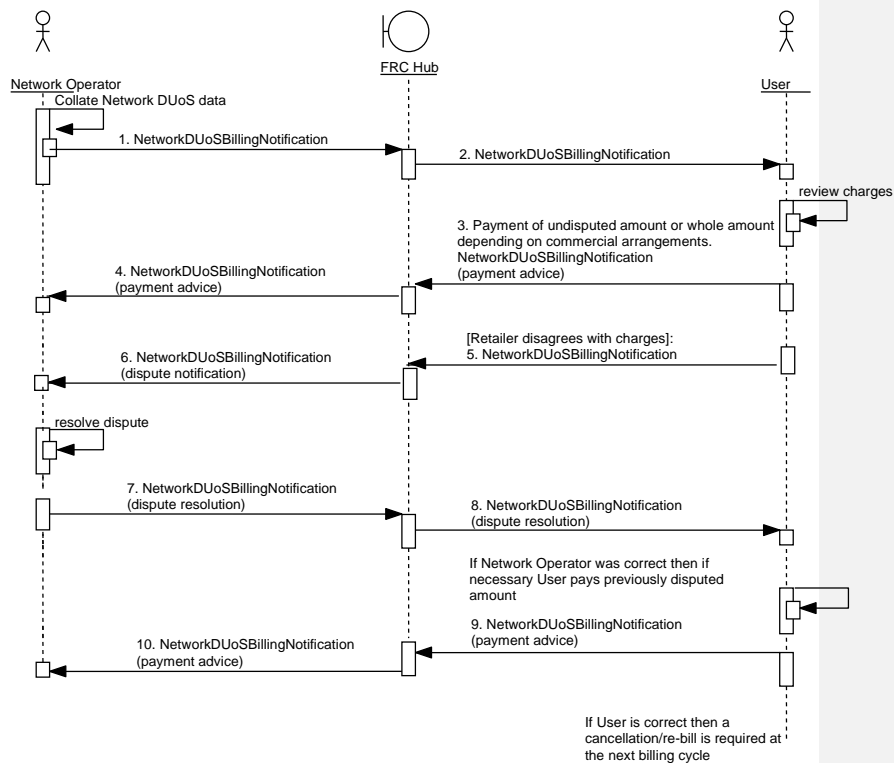 FRC Hub
Network Operator
User
Collate Network DUoS data
1. NetworkDUoSBillingNotification
2. NetworkDUoSBillingNotification
review charges
3. Payment of undisputed amount or whole amount
depending on commercial arrangements.
NetworkDUoSBillingNotification
(payment advice)
4. NetworkDUoSBillingNotification
(payment advice)
[Retailer disagrees with charges]:
5. NetworkDUoSBillingNotification
6. NetworkDUoSBillingNotification
(dispute notification)
resolve dispute
7. NetworkDUoSBillingNotification
(dispute resolution)
8. NetworkDUoSBillingNotification
(dispute resolution)
If Network Operator was correct then if
necessary User pays previously disputed
amount
9. NetworkDUoSBillingNotification
(payment advice)
10. NetworkDUoSBillingNotification
(payment advice)
If User is correct then a
cancellation/re-bill is required at
the next billing cycle